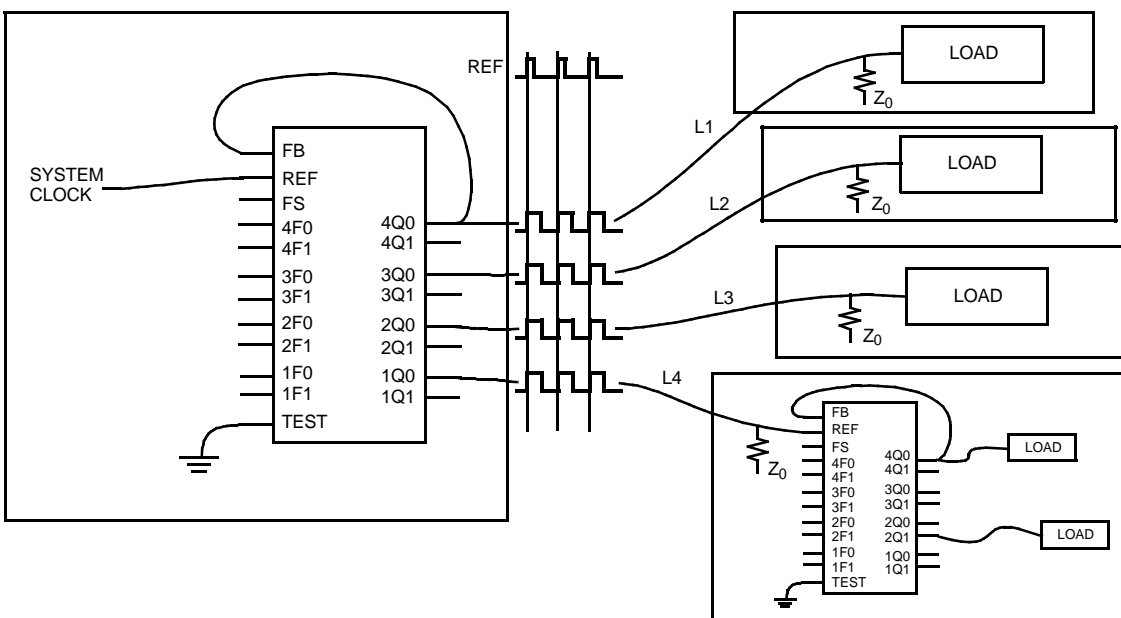 REF
SYSTEM
CLOCK
FB
REF
FS
4F0
4F1
3F0
3F1
2F0
2F1
1F0
1F1
TEST
4Q0
4Q1
3Q0
3Q1
2Q0
2Q1
1Q0
1Q1
L1
L2
L3
L4
LOAD
Z0
LOAD
Z0
LOAD
Z0
Z0
FB
REF
FS
4F0
4F1
3F0
3F1
2F0
2F1
1F0
1F1
TEST
4Q0
4Q1
3Q0
3Q1
2Q0
2Q1
1Q0
1Q1
LOAD
LOAD